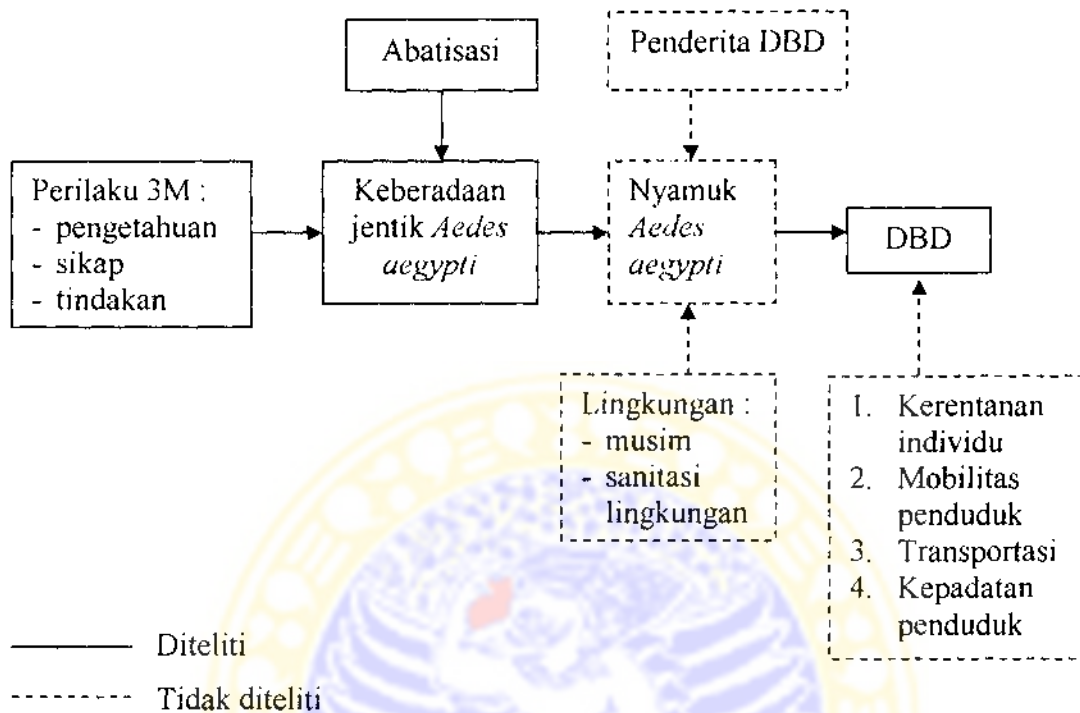 Abatisasi
Penderita DBD
Perilaku 3M :
- pengetahuan
- sikap
- tindakan
Keberadaan
jentik Aedes
aegypti
Nyamuk
Aedes
aegypti
DBD
Lingkungan :
- musim
- sanitasi
lingkungan
1. Kerentanan
individu
2. Mobilitas
penduduk
3. Transportasi
4. Kepadatan
penduduk
Diteliti
Tidak diteliti